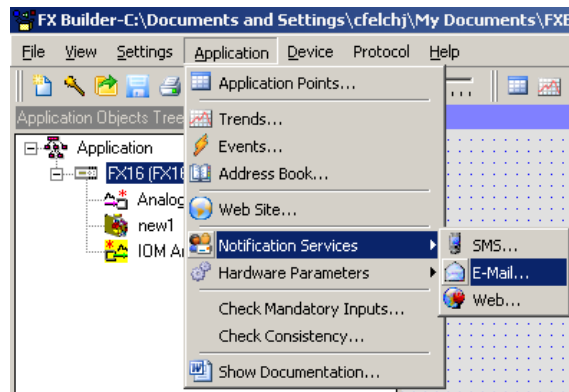 FX Builder-C:\Documents and Settings\cfelchj\My Documents\FXE
File View Settings Application Device Protocol Help
Application Objects Tree
Application
FX16 (FX16
Analog
new1
IOM A
Application Points...
Trends...
Events...
Address Book...
Web Site...
Notification Services
Hardware Parameters
Check Mandatory Inputs...
Check Consistency...
Show Documentation...
SMS...
E-Mail...
Web...